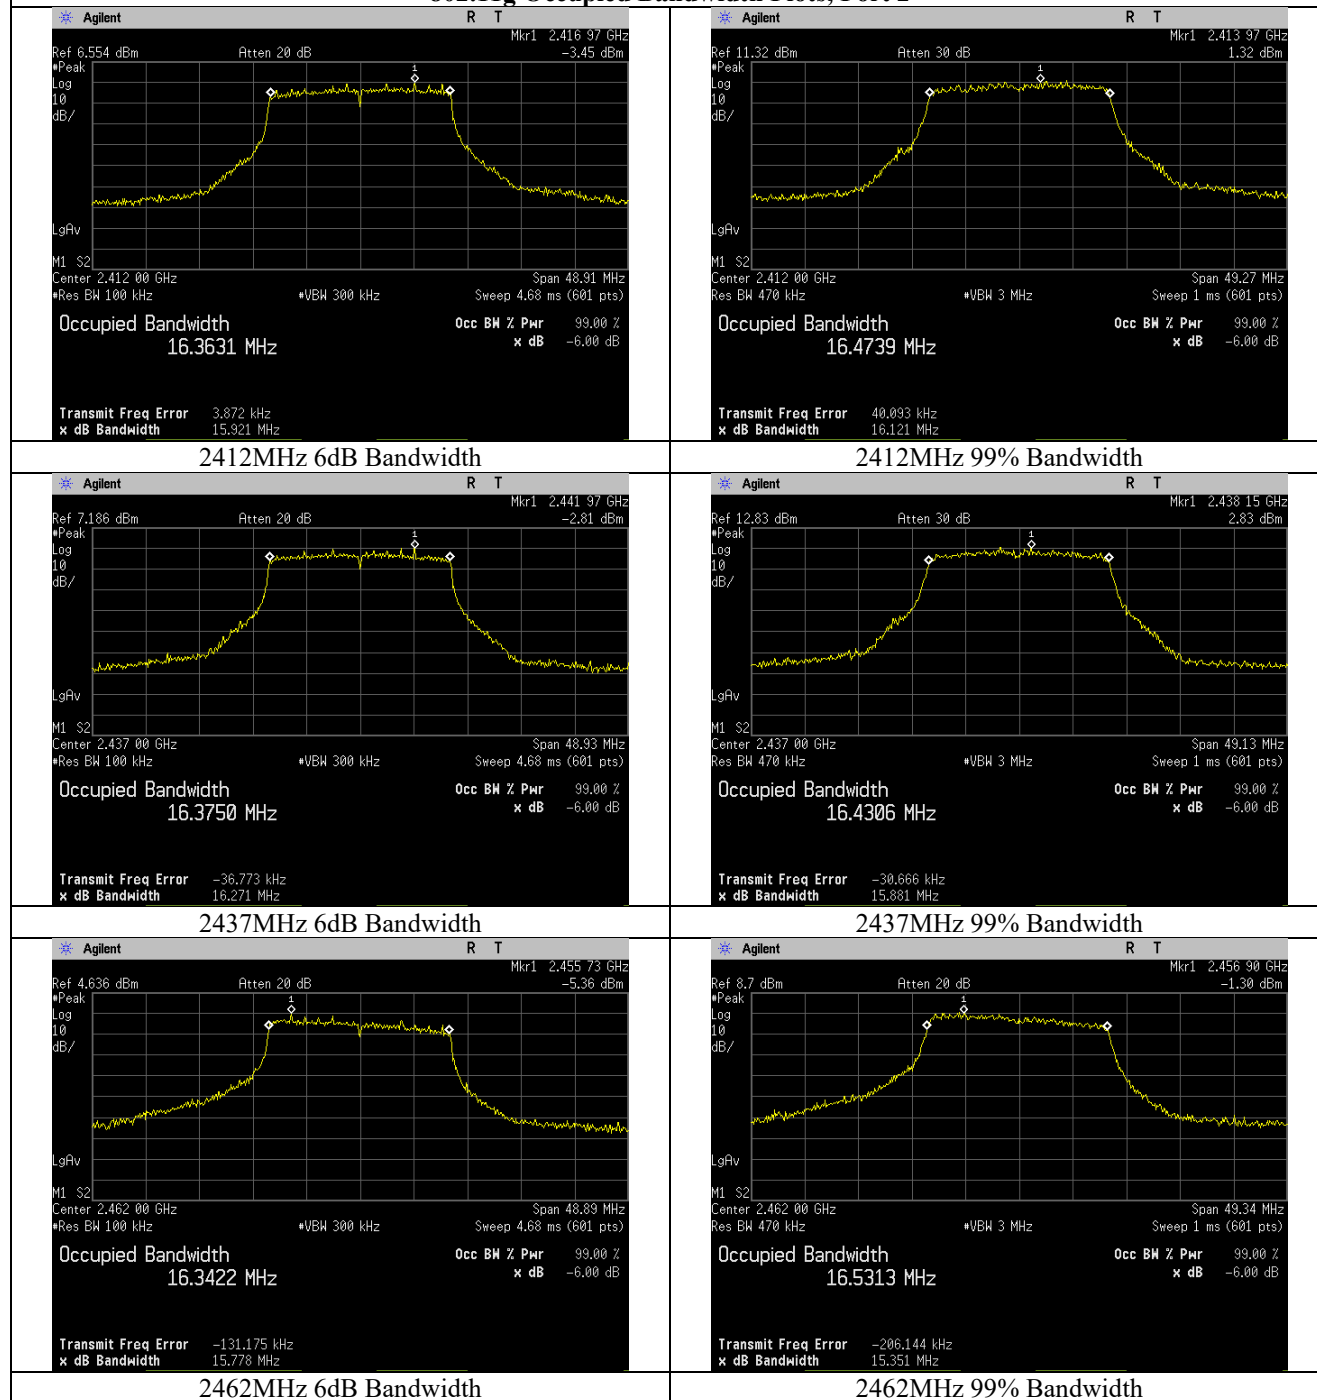 802.11g Occupied Bandwidth Plots, Port 2
Agilent R T
Mkr1 2.416 97 GHz
Ref 6.554 dBm Atten 20 dB -3.45 dBm
#Peak
Log
10
dB/
1
LgAv
M1 S2
Center 2.412 00 GHz Span 48.91 MHz
#Res BW 100 kHz #VBW 300 kHz Sweep 4.68 ms (601 pts)
Occupied Bandwidth Occ BW % Pwr 99.00 %
16.3631 MHz x dB -6.00 dB
Transmit Freq Error 3.872 kHz
x dB Bandwidth 15.921 MHz
2412MHz 6dB Bandwidth
Agilent R T
Mkr1 2.413 97 GHz
Ref 11.32 dBm Atten 30 dB 1.32 dBm
#Peak
Log
10
dB/
1
LgAv
M1 S2
Center 2.412 00 GHz Span 49.27 MHz
Res BW 470 kHz #VBW 3 MHz Sweep 1 ms (601 pts)
Occupied Bandwidth Occ BW % Pwr 99.00 %
16.4739 MHz x dB -6.00 dB
Transmit Freq Error 40.093 kHz
x dB Bandwidth 16.121 MHz
2412MHz 99% Bandwidth
Agilent R T
Mkr1 2.441 97 GHz
Ref 7.186 dBm Atten 20 dB -2.81 dBm
#Peak
Log
10
dB/
1
LgAv
M1 S2
Center 2.437 00 GHz Span 48.93 MHz
#Res BW 100 kHz #VBW 300 kHz Sweep 4.68 ms (601 pts)
Occupied Bandwidth Occ BW % Pwr 99.00 %
16.3750 MHz x dB -6.00 dB
Transmit Freq Error -36.773 kHz
x dB Bandwidth 16.271 MHz
2437MHz 6dB Bandwidth
Agilent R T
Mkr1 2.438 15 GHz
Ref 12.83 dBm Atten 30 dB 2.83 dBm
#Peak
Log
10
dB/
1
LgAv
M1 S2
Center 2.437 00 GHz Span 49.13 MHz
Res BW 470 kHz #VBW 3 MHz Sweep 1 ms (601 pts)
Occupied Bandwidth Occ BW % Pwr 99.00 %
16.4306 MHz x dB -6.00 dB
Transmit Freq Error -30.666 kHz
x dB Bandwidth 15.881 MHz
2437MHz 99% Bandwidth
Agilent R T
Mkr1 2.455 73 GHz
Ref 4.636 dBm Atten 20 dB -5.36 dBm
#Peak
Log
10
dB/
1
LgAv
M1 S2
Center 2.462 00 GHz Span 48.89 MHz
#Res BW 100 kHz #VBW 300 kHz Sweep 4.68 ms (601 pts)
Occupied Bandwidth Occ BW % Pwr 99.00 %
16.3422 MHz x dB -6.00 dB
Transmit Freq Error -131.175 kHz
x dB Bandwidth 15.778 MHz
2462MHz 6dB Bandwidth
Agilent R T
Mkr1 2.456 90 GHz
Ref 8.7 dBm Atten 20 dB -1.30 dBm
#Peak
Log
10
dB/
1
LgAv
M1 S2
Center 2.462 00 GHz Span 49.34 MHz
Res BW 470 kHz #VBW 3 MHz Sweep 1 ms (601 pts)
Occupied Bandwidth Occ BW % Pwr 99.00 %
16.5313 MHz x dB -6.00 dB
Transmit Freq Error -206.144 kHz
x dB Bandwidth 15.351 MHz
2462MHz 99% Bandwidth